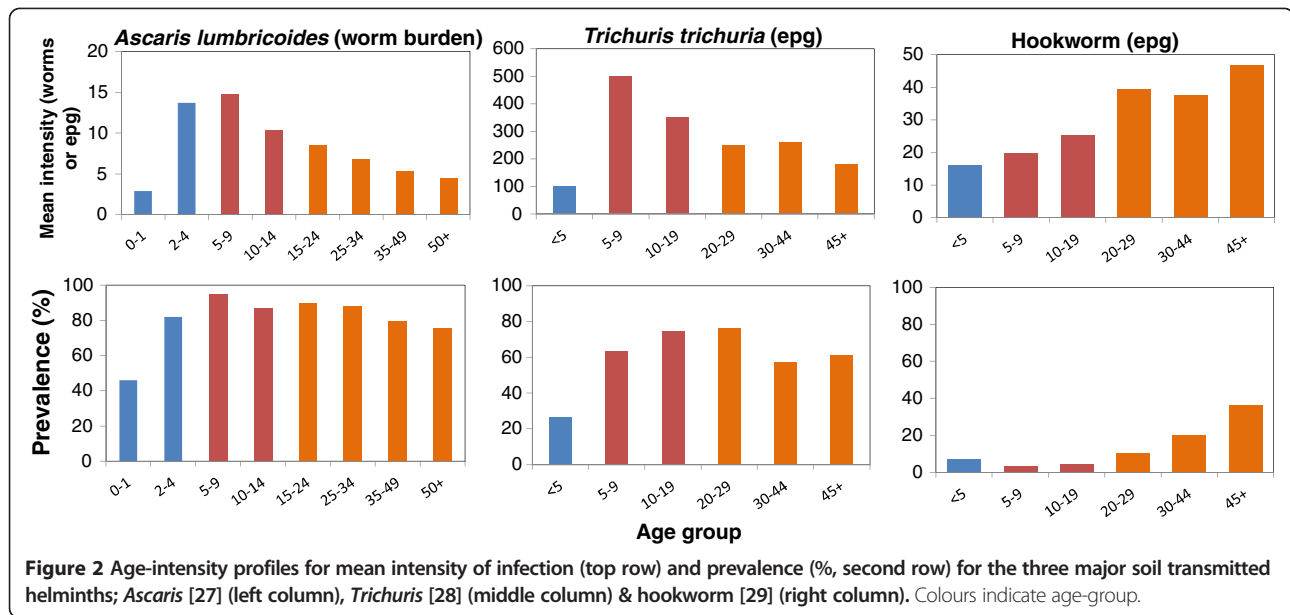 Ascaris lumbricoides (worm burden)
Trichuris trichuria (epg)
Hookworm (epg)
Mean intensity (worms
or epg)
20
15
10
5
0
0-1 2-4 5-9 10-14 15-24 25-34 35-49 50+
600
500
400
300
200
100
0
<5 5-9 10-19 20-29 30-44 45+
50
40
30
20
10
0
<5 5-9 10-19 20-29 30-44 45+
Prevalence (%)
100
80
60
40
20
0
0-1 2-4 5-9 10-14 15-24 25-34 35-49 50+
100
80
60
40
20
0
<5 5-9 10-19 20-29 30-44 45+
100
80
60
40
20
0
<5 5-9 10-19 20-29 30-44 45+
Age group
Figure 2 Age-intensity profiles for mean intensity of infection (top row) and prevalence (%, second row) for the three major soil transmitted
helminths; Ascaris [27] (left column), Trichuris [28] (middle column) & hookworm [29] (right column). Colours indicate age-group.